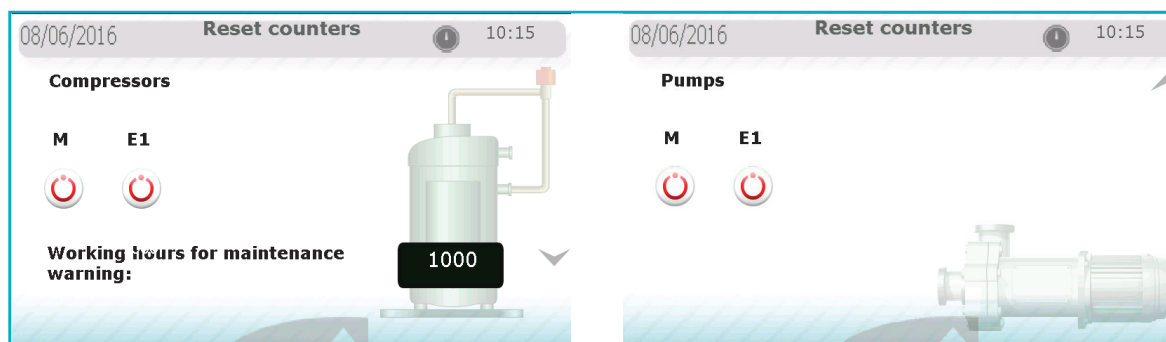 08/06/2016 Reset counters 10:15
Compressors
M E1
Working hours for maintenance
warning:
1000
08/06/2016 Reset counters 10:15
Pumps
M E1